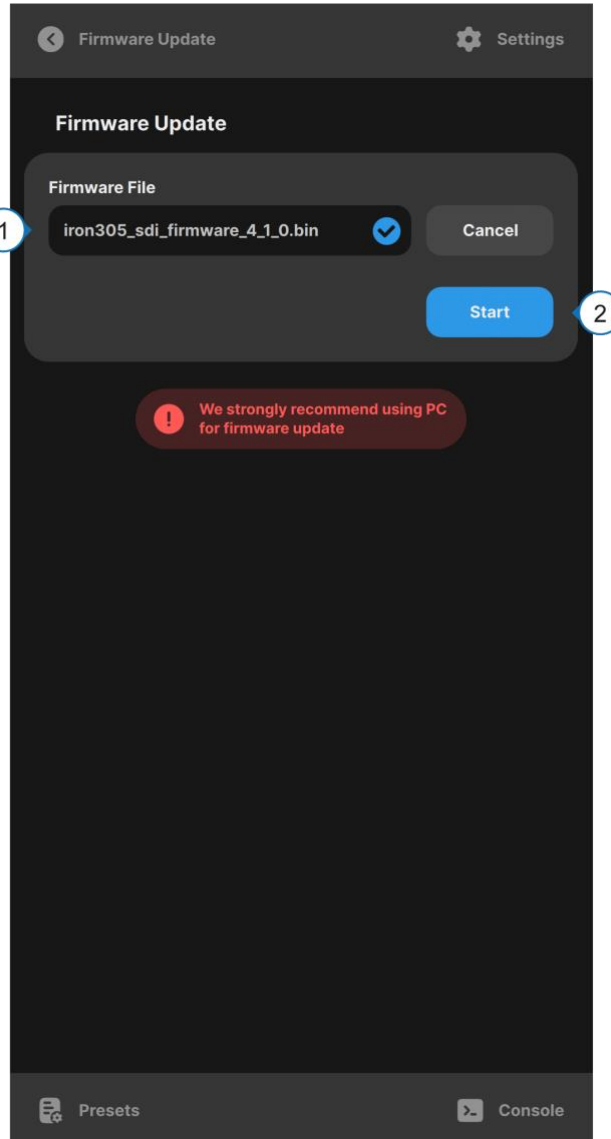 Firmware Update
Settings
Firmware Update
Firmware File
1
iron305_sdi_firmware_4_1_0.bin
Cancel
Start
2
We strongly recommend using PC
for firmware update
Presets
Console